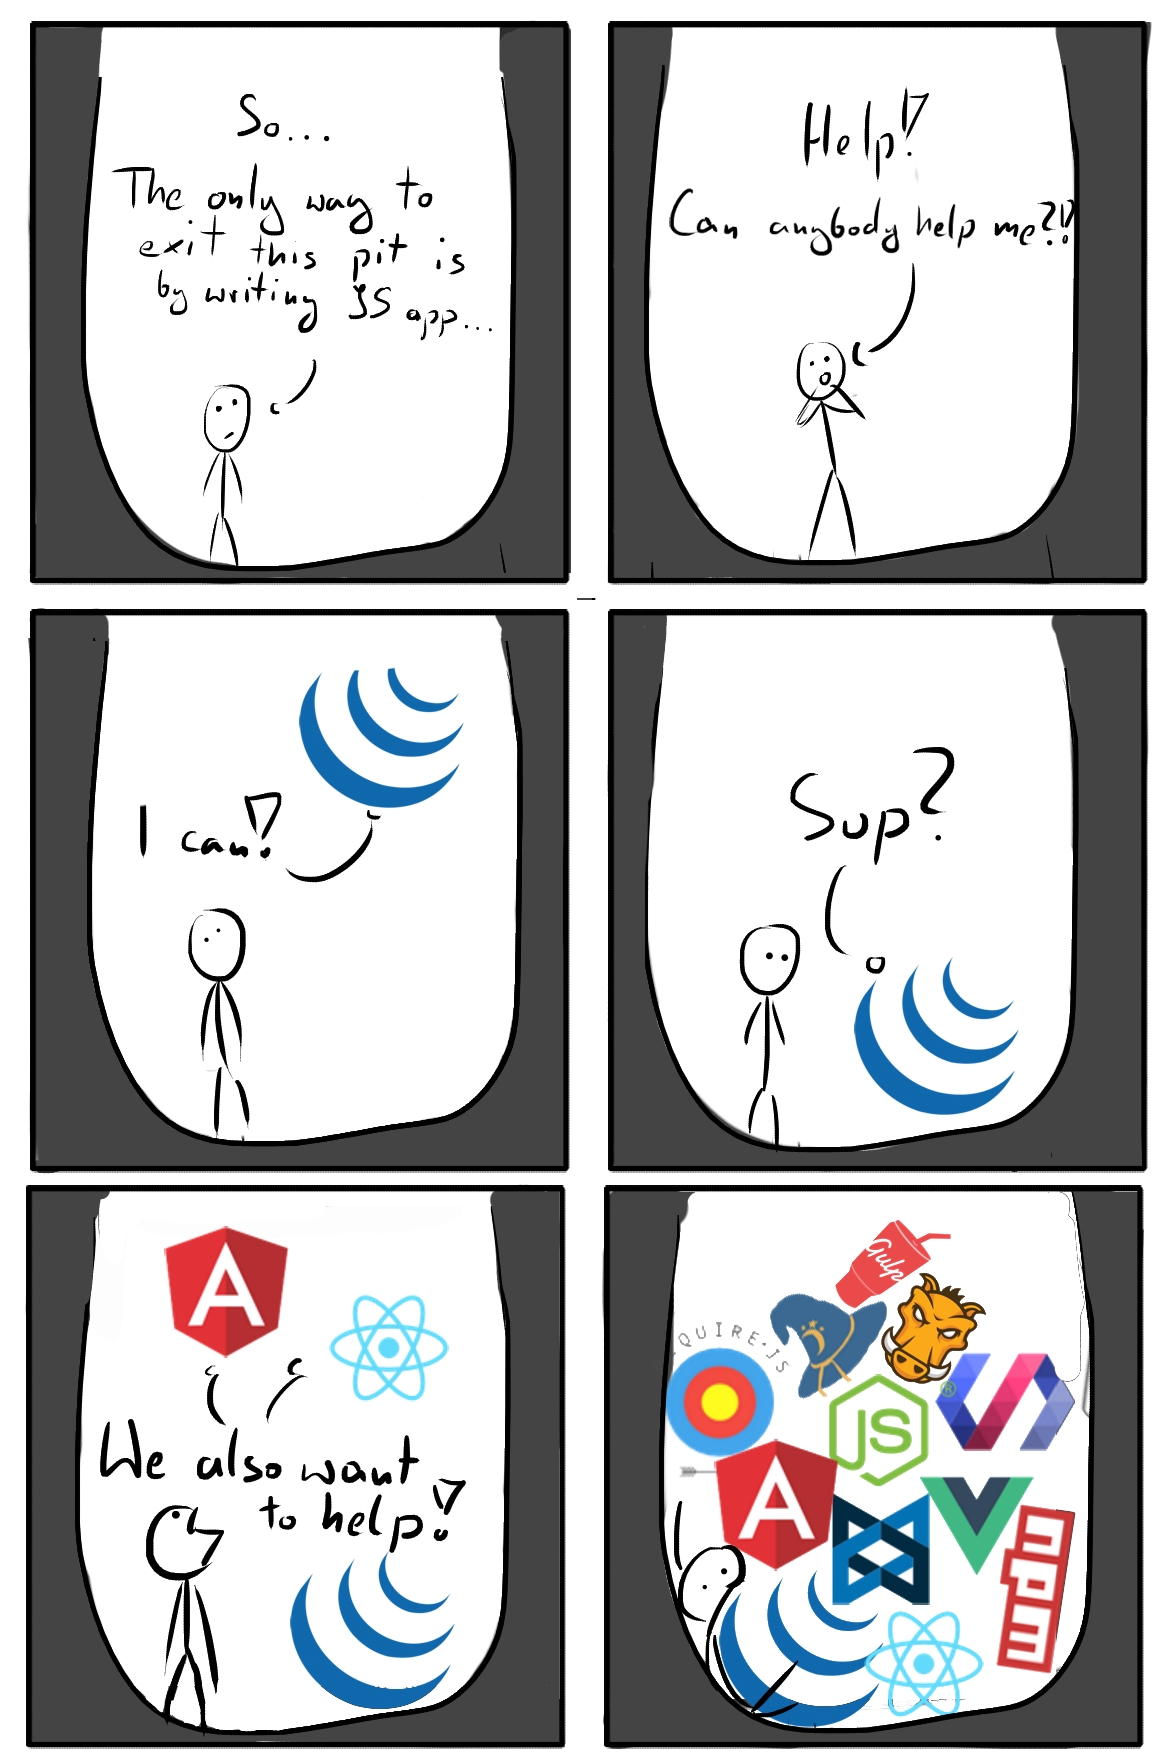 So...
The only way to
exit this pit is
by writing JS app...
Help!
Can anybody help me?!
I can!
Sup?
A
We also want
to help!
Gulp
QUIRE.JS
JS
®
A
npm